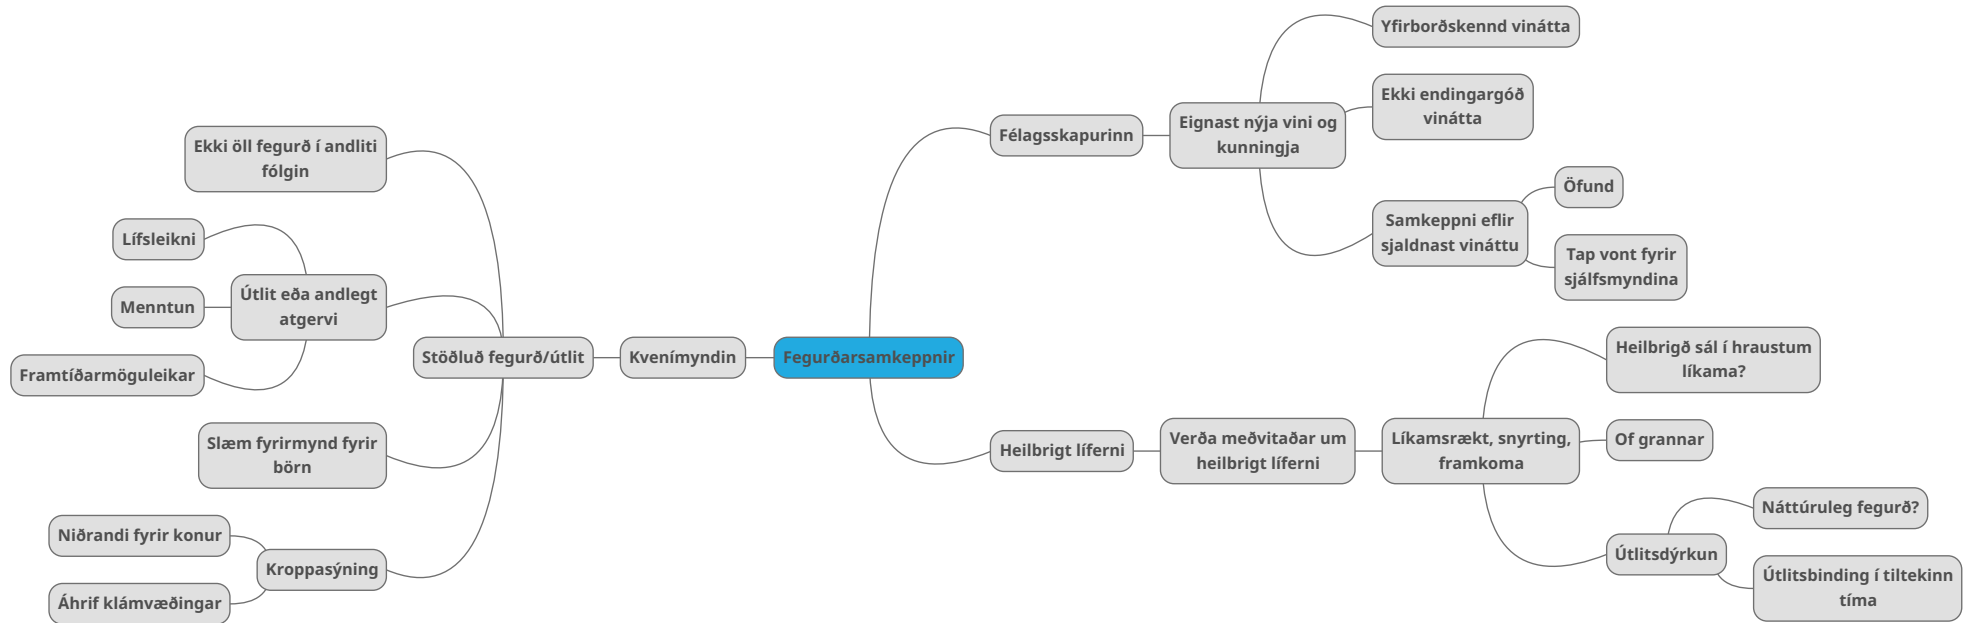 Fegurðarsamkeppnir
Félagsskapurinn
Eignast nýja vini og
kunningja
Yfirborðskennd vinátta
Ekki endingargóð
vinátta
Samkeppni eflir
sjaldnast vináttu
Öfund
Tap vont fyrir
sjálfsmyndina
Heilbrigt líferni
Verða meðvitaðar um
heilbrigt líferni
Líkamsrækt, snyrting,
framkoma
Heilbrigð sál í hraustum
líkama?
Of grannar
Útlitsdýrkun
Náttúruleg fegurð?
Útlitsbinding í tiltekinn
tíma
Kvenímyndin
Stöðluð fegurð/útlit
Ekki öll fegurð í andliti
fólgin
Útlit eða andlegt
atgervi
Lífsleikni
Menntun
Framtíðarmöguleikar
Slæm fyrirmynd fyrir
börn
Kroppasýning
Niðrandi fyrir konur
Áhrif klámvæðingar